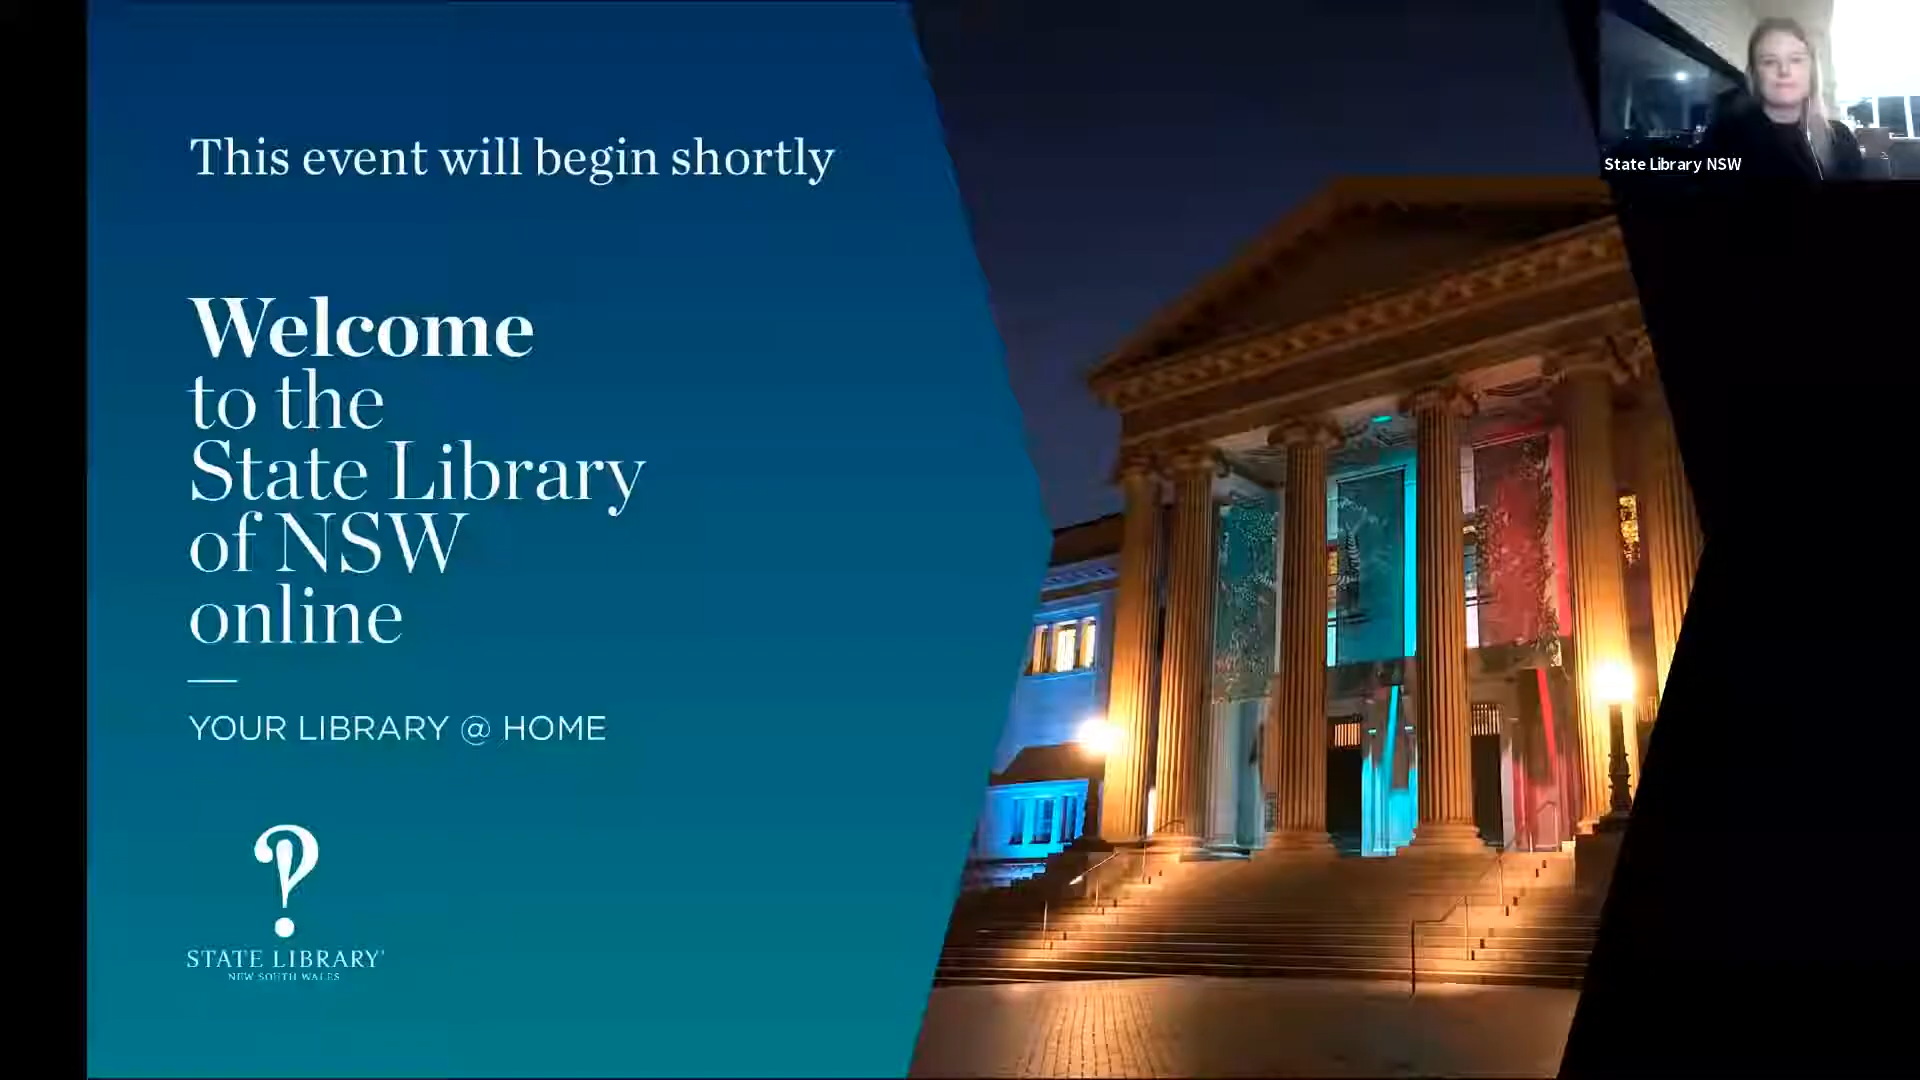 This event will begin shortly
Welcome
to the
State Library
of NSW
online
YOUR LIBRARY @ HOME
STATE LIBRARY®
NEW SOUTH WALES
State Library NSW